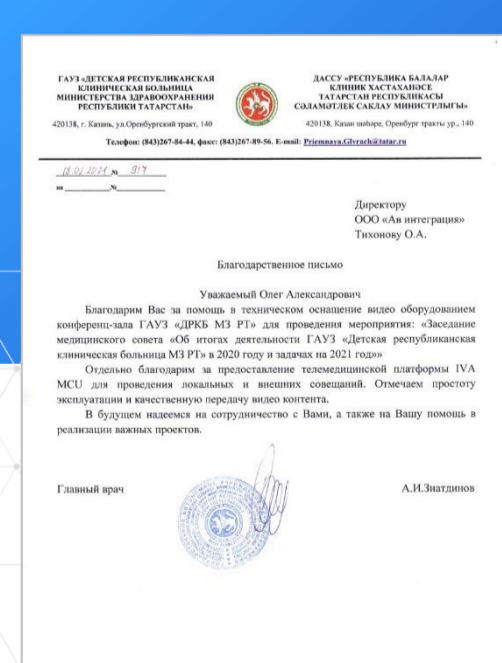 ГАУЗ «ДЕТСКАЯ РЕСПУБЛИКАНСКАЯ
КЛИНИЧЕСКАЯ БОЛЬНИЦА
МИНИСТЕРСТВА ЗДРАВООХРАНЕНИЯ
РЕСПУБЛИКИ ТАТАРСТАН»
420138, г. Казань, ул.Оренбургский тракт, 140
ДАССУ «РЕСПУБЛИКА БАЛАЛАР
КЛИНИК ХАСТАХАНӘСЕ
ТАТАРСТАН РЕСПУБЛИКАСЫ
СӘЛАМӘТЛЕК САКЛАУ МИНИСТРЛЫГЫ»
420138, Казан шәһәре, Оренбург тракты ур., 140
Телефон: (843)267-84-44, факс: (843)267-89-56. E-mail: Priemnaya.Glvrach@tatar.ru
№ 917
на №
Директору
ООО «Ав интеграция»
Тихонову О.А.
Благодарственное письмо
Уважаемый Олег Александрович
Благодарим Вас за помощь в техническом оснащение видео оборудованием
конференц-зала ГАУЗ «ДРКБ МЗ РТ» для проведения мероприятия: «Заседание
медицинского совета «Об итогах деятельности ГАУЗ «Детская республиканская
клиническая больница МЗ РТ» в 2020 году и задачах на 2021 год»»
Отдельно благодарим за предоставление телемедицинской платформы IVA
MCU для проведения локальных и внешних совещаний. Отмечаем простоту
эксплуатации и качественную передачу видео контента.
В будущем надеемся на сотрудничество с Вами, а также на Вашу помощь в
реализации важных проектов.
Главный врач
А.И.Зиатдинов